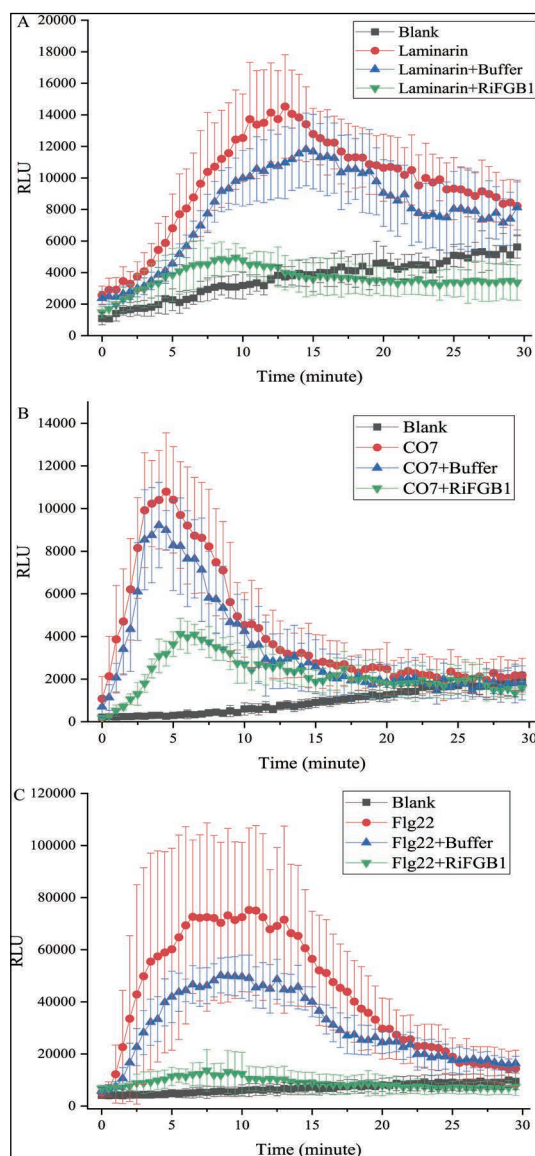 A
Blank
Laminarin
Laminarin+Buffer
Laminarin+RiFGB1
20000
18000
16000
14000
12000
10000
8000
6000
4000
2000
0
RLU
0 5 10 15 20 25 30
Time (minute)
B
Blank
CO7
CO7+Buffer
CO7+RiFGB1
14000
12000
10000
8000
6000
4000
2000
0
RLU
0 5 10 15 20 25 30
Time (minute)
C
Blank
Flg22
Flg22+Buffer
Flg22+RiFGB1
120000
100000
80000
60000
40000
20000
0
RLU
0 5 10 15 20 25 30
Time (minute)